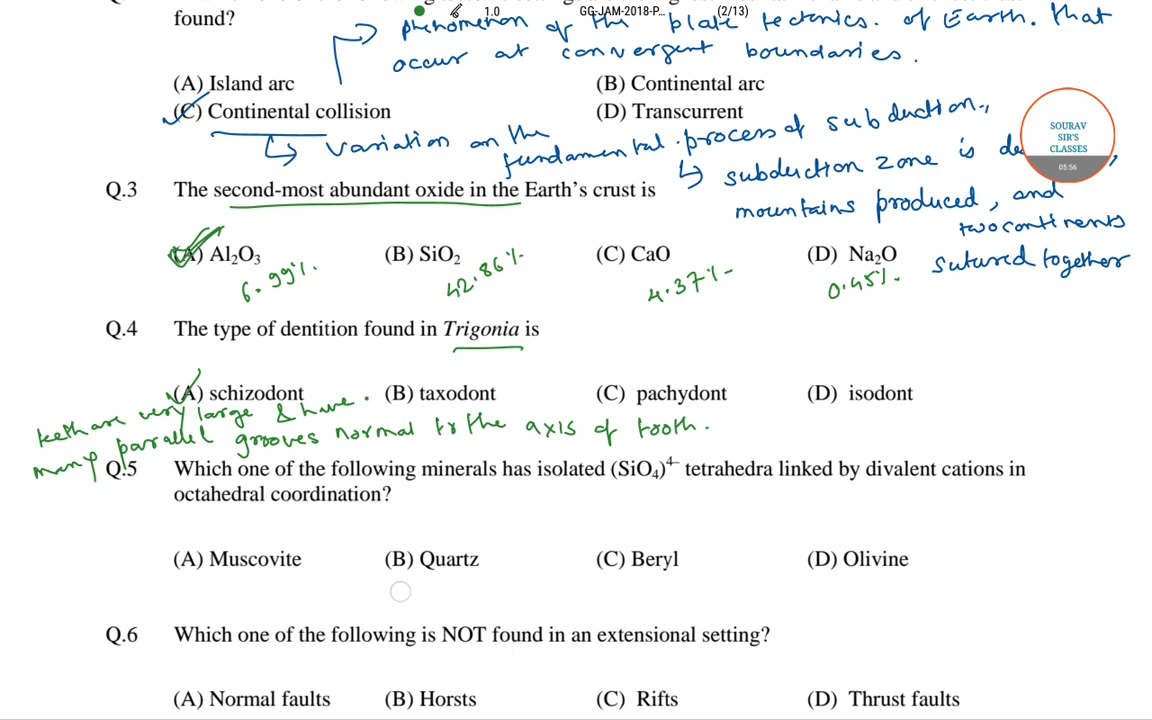 GG-JAM-2018-P... (2/13)
1.0
found?
phenomenon of the plate tectonics. of Earth. that
occur at convergent boundaries.
(A) Island arc (B) Continental arc
(C) Continental collision (D) Transcurrent
variation on the fundamental process of subduction.,
subduction zone is
mountains produced, and
two continents
sutured together
SOURAV
SIR'S
CLASSES
05:56
Q.3 The second-most abundant oxide in the Earth's crust is
(A) Al₂O₃ (B) SiO₂ (C) CaO (D) Na₂O
6.99% 42.86% 4.37% 0.45%.
Q.4 The type of dentition found in Trigonia is
(A) schizodont (B) taxodont (C) pachydont (D) isodont
teeth are very large & have.
many parallel grooves normal to the axis of tooth.
Q.5 Which one of the following minerals has isolated (SiO₄)⁴⁻ tetrahedra linked by divalent cations in
octahedral coordination?
(A) Muscovite (B) Quartz (C) Beryl (D) Olivine
Q.6 Which one of the following is NOT found in an extensional setting?
(A) Normal faults (B) Horsts (C) Rifts (D) Thrust faults